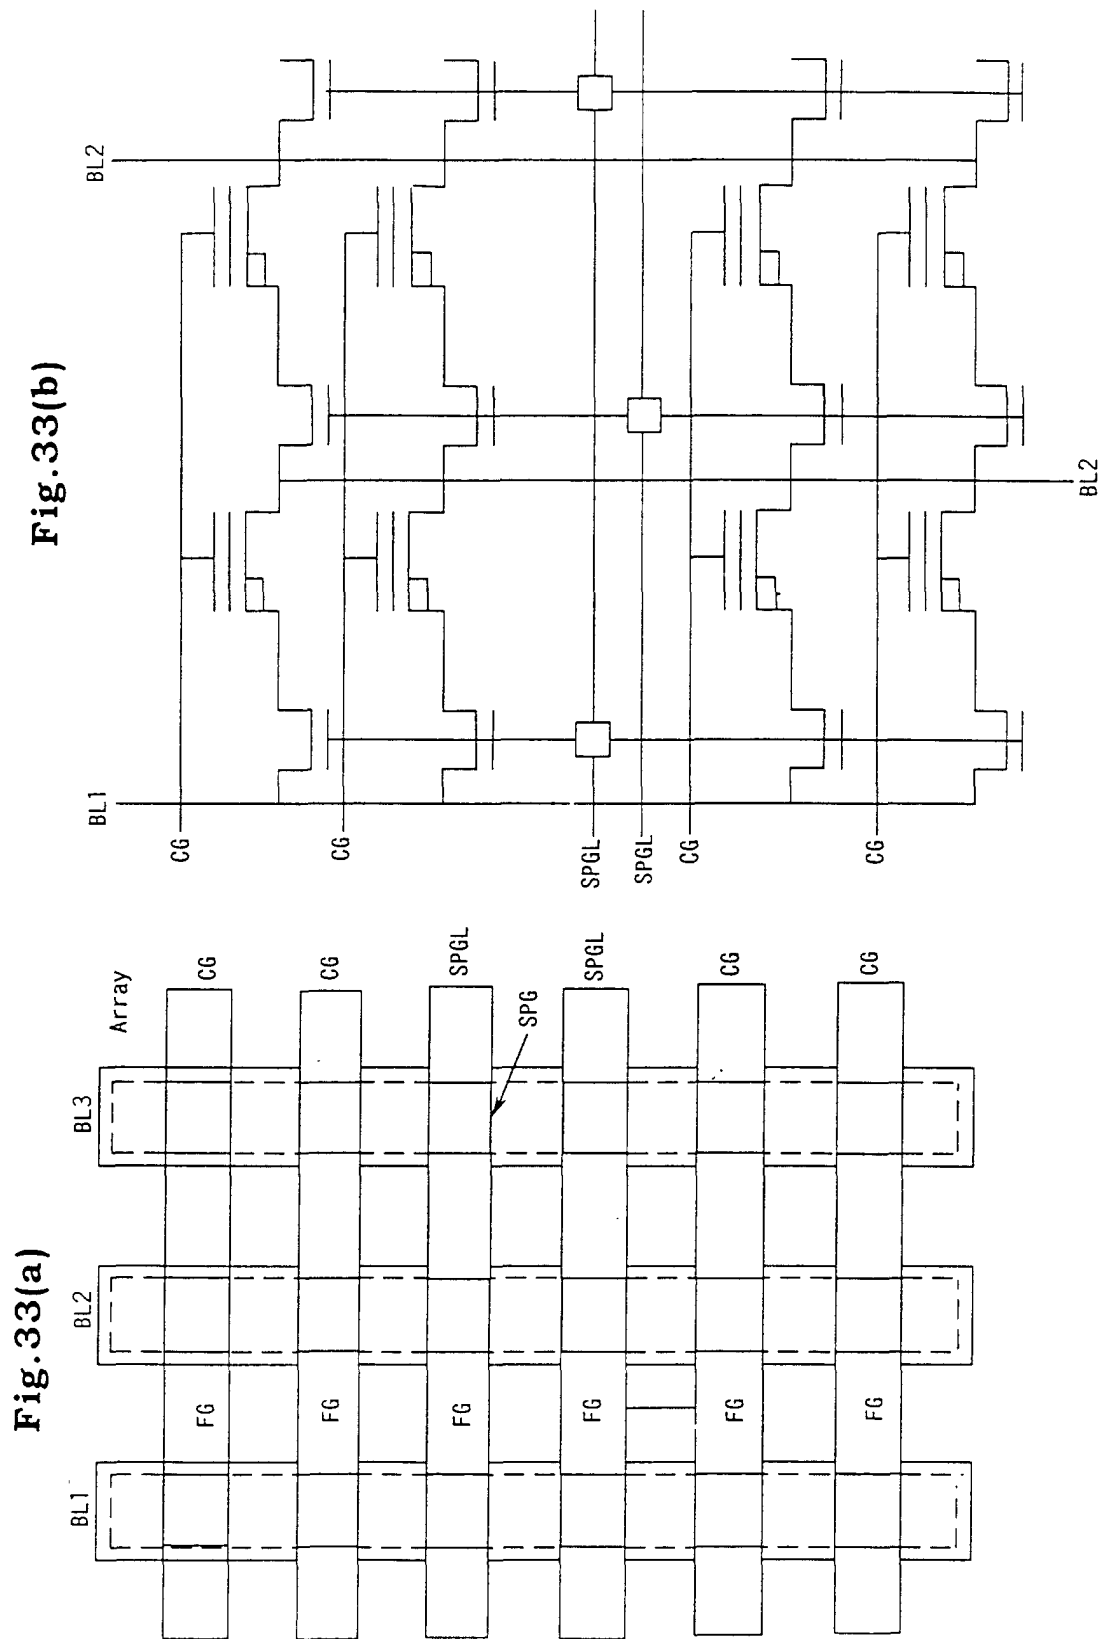 Fig.33(a)
BL1
BL2
BL3
Array
FG
CG
FG
CG
FG
SPGL
SPG
FG
SPGL
FG
CG
FG
CG
Fig.33(b)
BL1
BL2
CG
CG
SPGL
SPGL
CG
CG
BL2